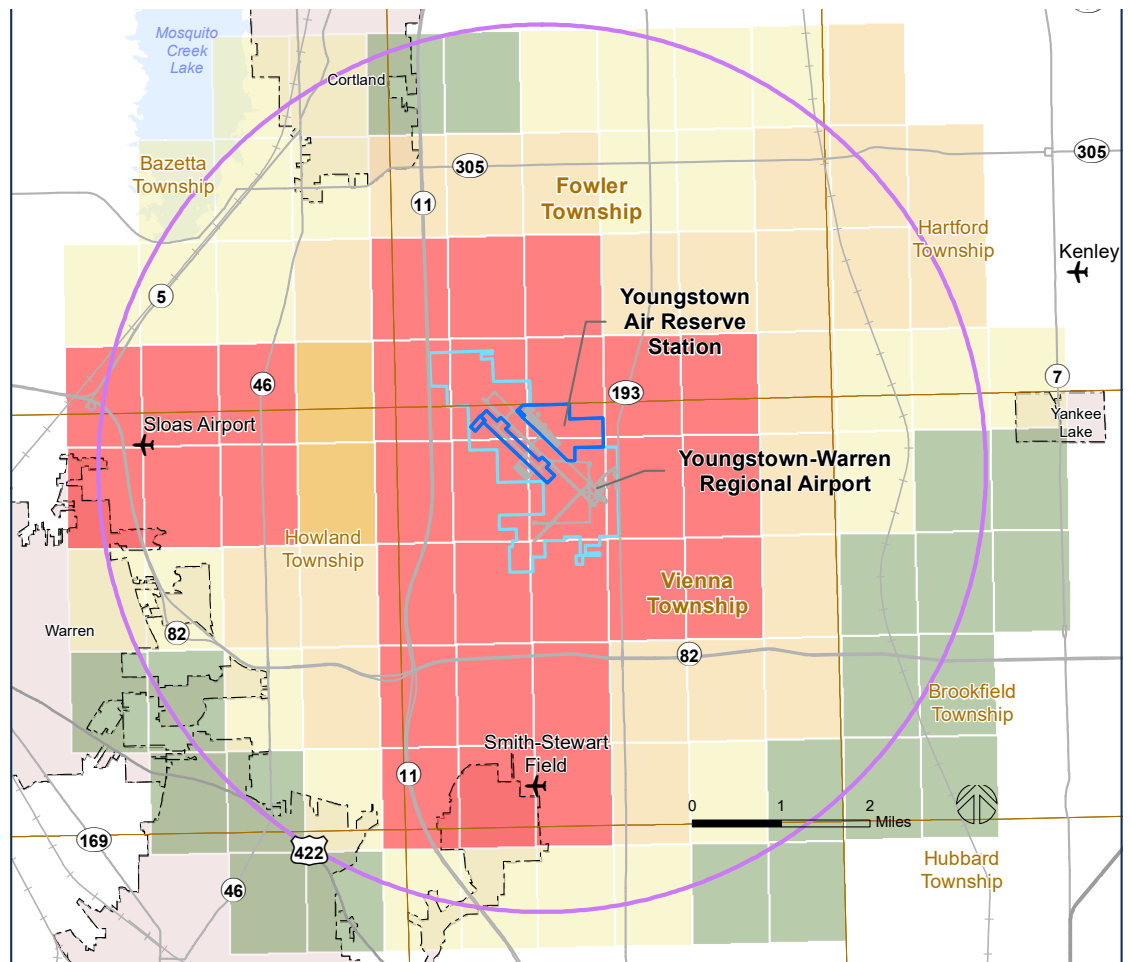 Mosquito
Creek
Lake
Cortland
305
305
Bazetta
Township
Fowler
Township
11
Hartford
Township
Kenley
5
Youngstown
Air Reserve
Station
46
193
7
Sloas Airport
Yankee
Lake
Youngstown-Warren
Regional Airport
Howland
Township
Vienna
Township
Warren
82
82
Brookfield
Township
Smith-Stewart
Field
11
0 1 2
Miles
169
422
46
Hubbard
Township